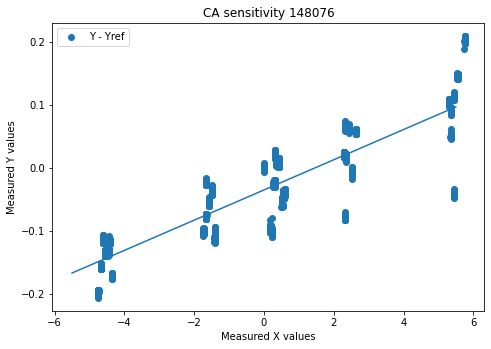 CA sensitivity 148076
Y - Yref
Measured Y values
0.2
0.1
0.0
−0.1
−0.2
−6 −4 −2 0 2 4 6
Measured X values